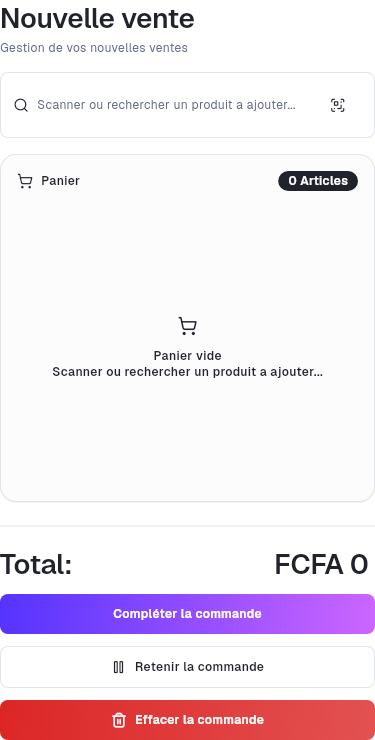 Nouvelle vente
Gestion de vos nouvelles ventes
Scanner ou rechercher un produit a ajouter...
Panier
0 Articles
Panier vide
Scanner ou rechercher un produit a ajouter...
Total:
FCFA 0
Compléter la commande
Retenir la commande
Effacer la commande